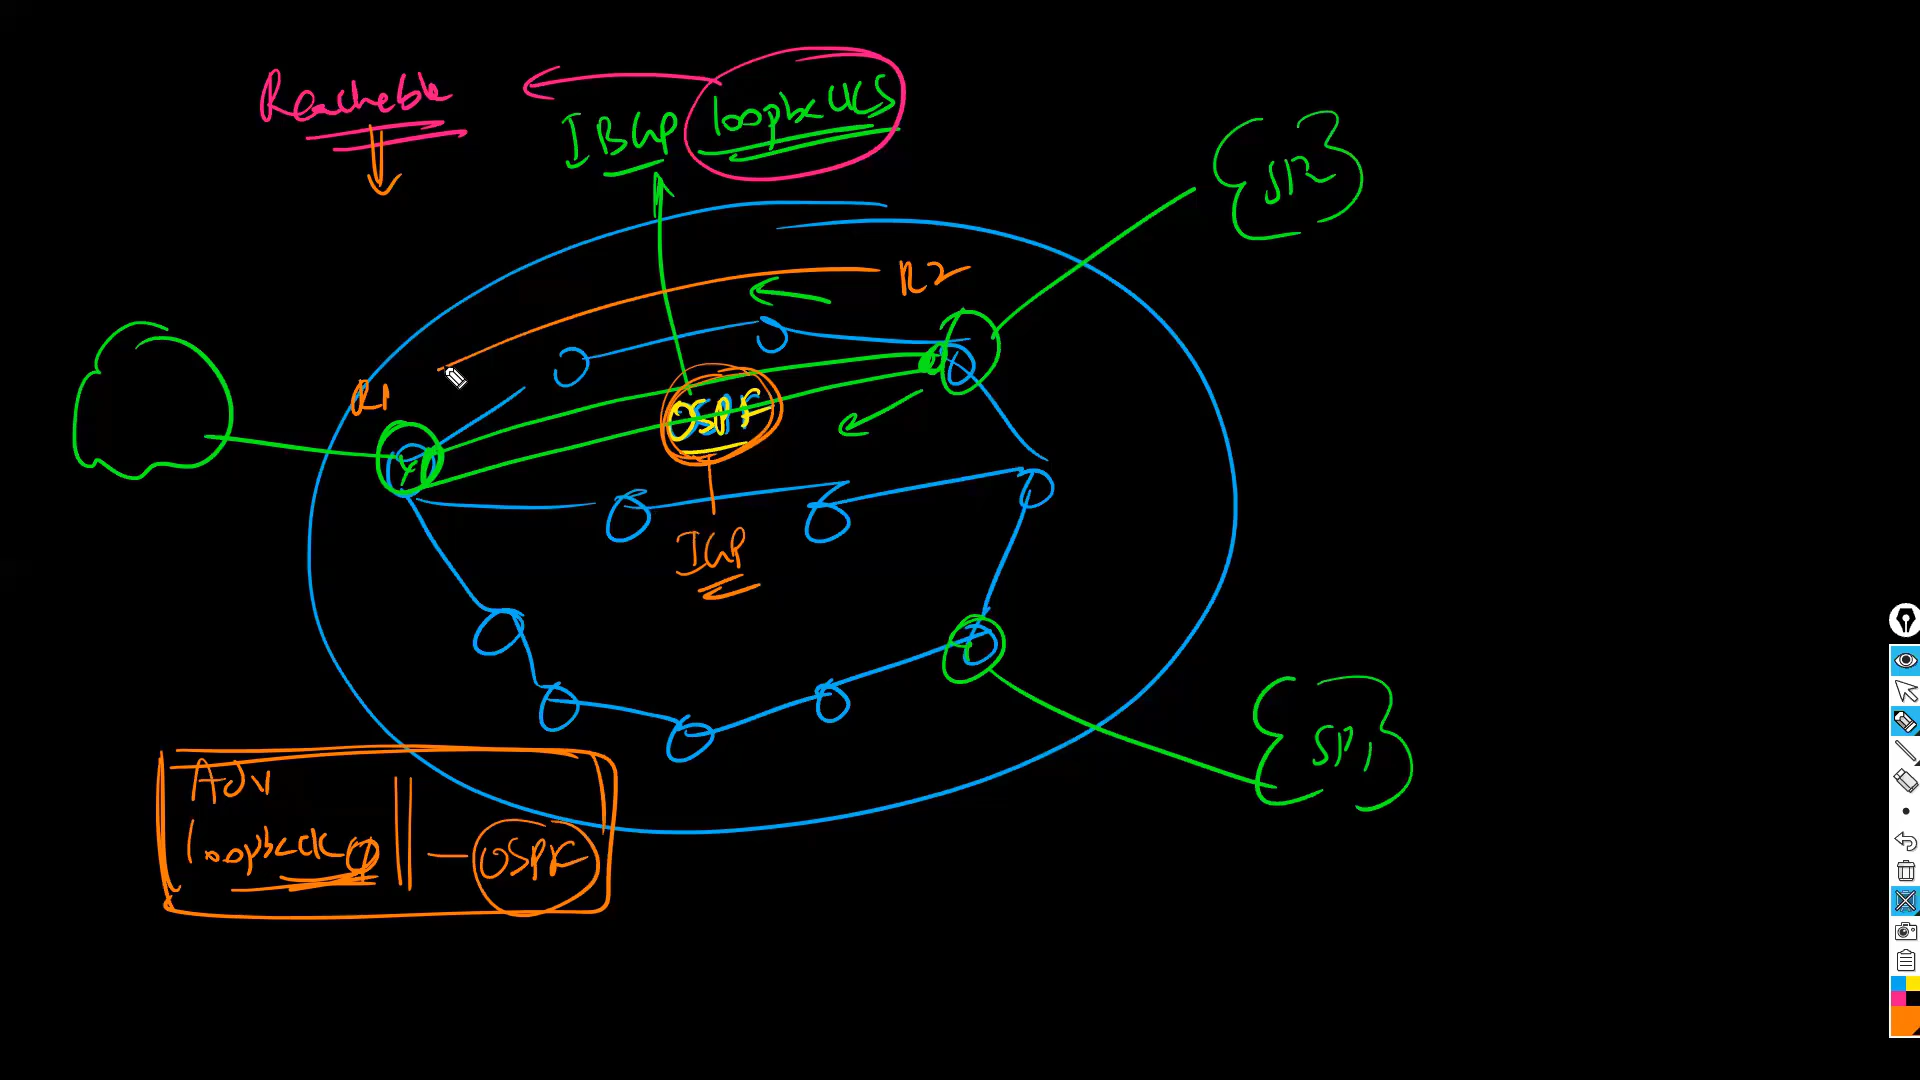 Reachable
IBGP loopbacks
SP2
R2
R1
OSPF
IGP
SP1
Adv
loopback0 — OSPF